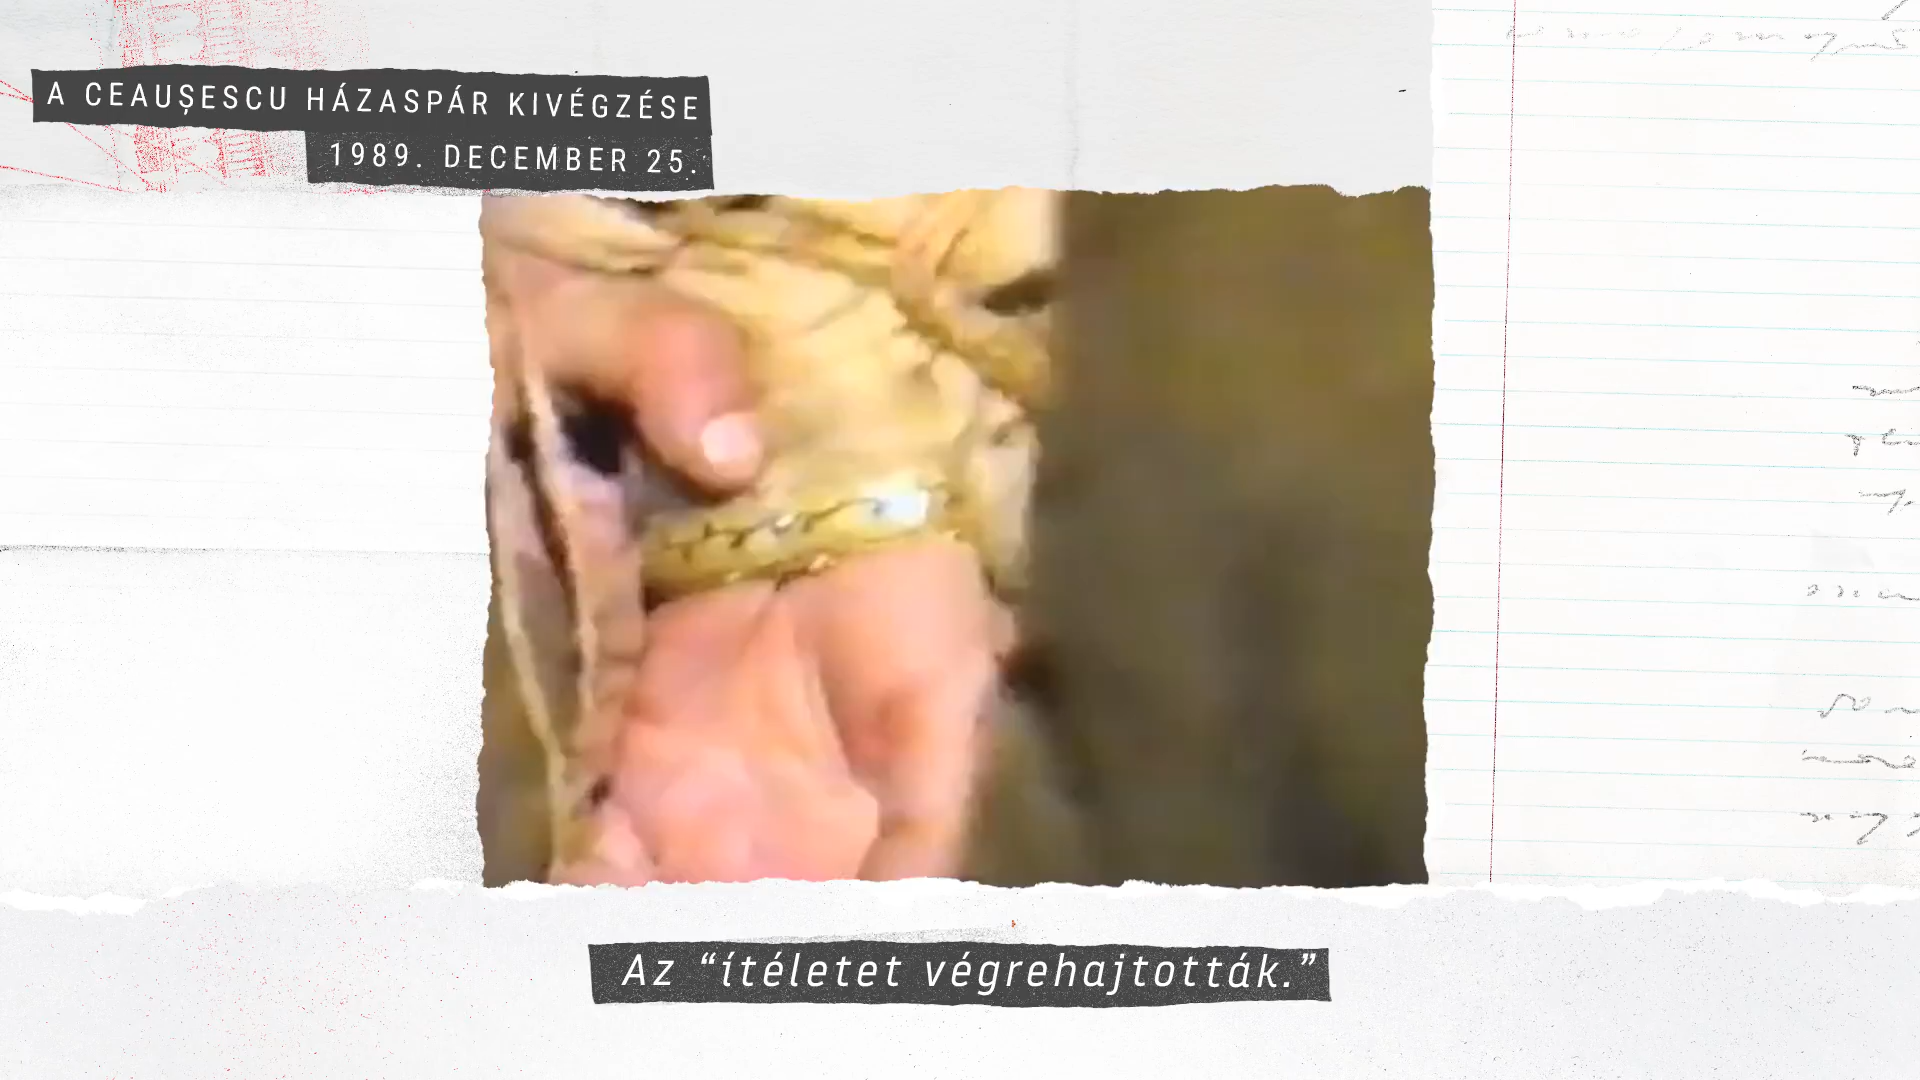 A CEAUȘESCU HÁZASPÁR KIVÉGZÉSE
1989. DECEMBER 25.
Az “ítéletet végrehajtották.”